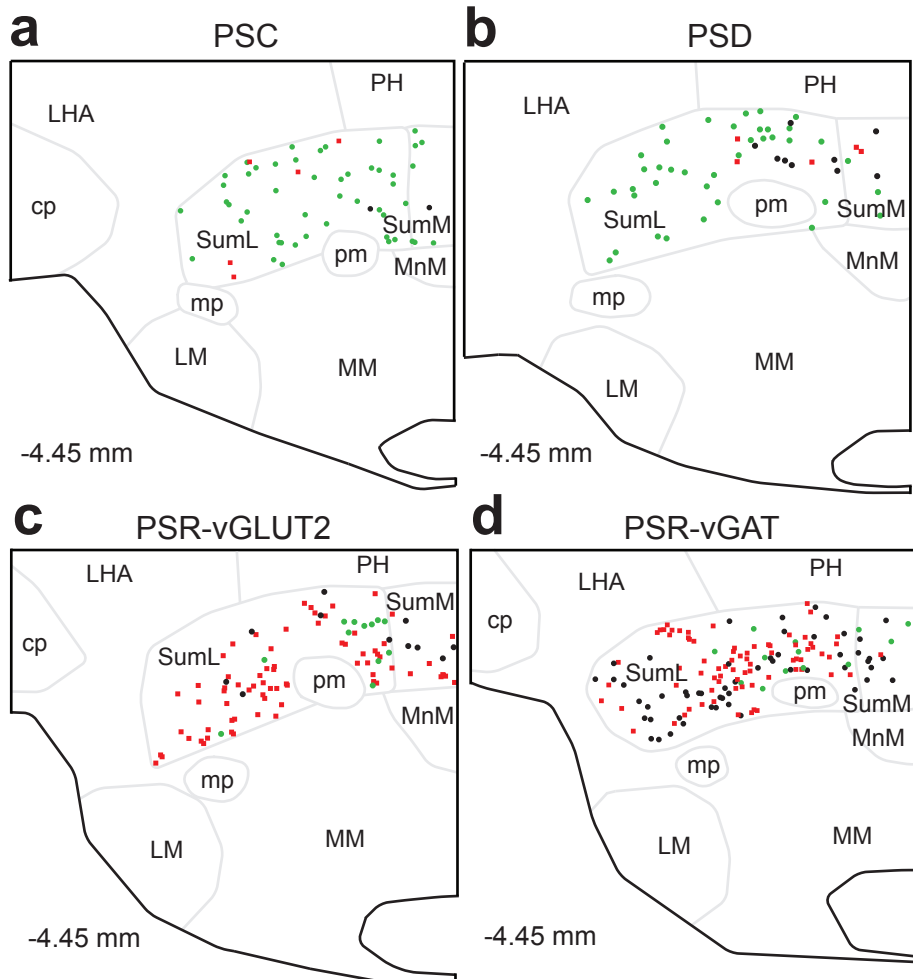 a
PSC
PH
LHA
cp
SumL
SumM
pm
MnM
mp
LM
MM
-4.45 mm
b
PSD
PH
LHA
pm
SumL
SumM
MnM
mp
MM
LM
-4.45 mm
c
PSR-vGLUT2
LHA
PH
SumM
cp
SumL
pm
MnM
mp
LM
MM
-4.45 mm
d
PSR-vGAT
LHA
PH
cp
SumL
pm
SumM
MnM
mp
LM
MM
-4.45 mm